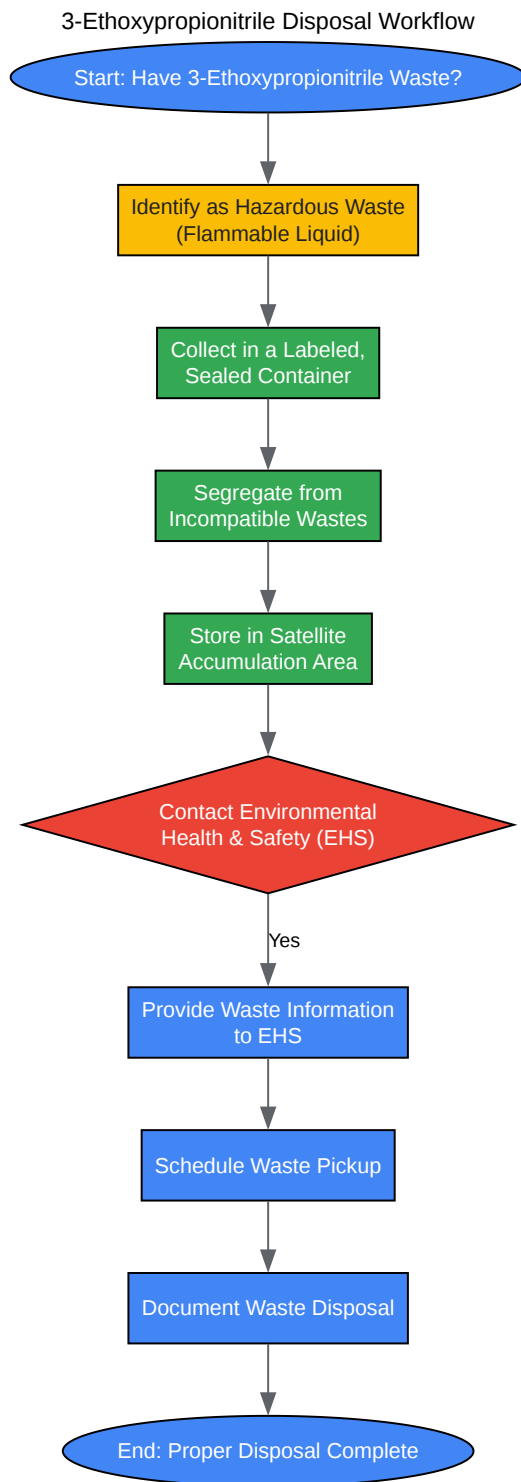 3-Ethoxypropionitrile Disposal Workflow
Start: Have 3-Ethoxypropionitrile Waste?
Identify as Hazardous Waste
(Flammable Liquid)
Collect in a Labeled,
Sealed Container
Segregate from
Incompatible Wastes
Store in Satellite
Accumulation Area
Contact Environmental
Health & Safety (EHS)
Yes
Provide Waste Information
to EHS
Schedule Waste Pickup
Document Waste Disposal
End: Proper Disposal Complete